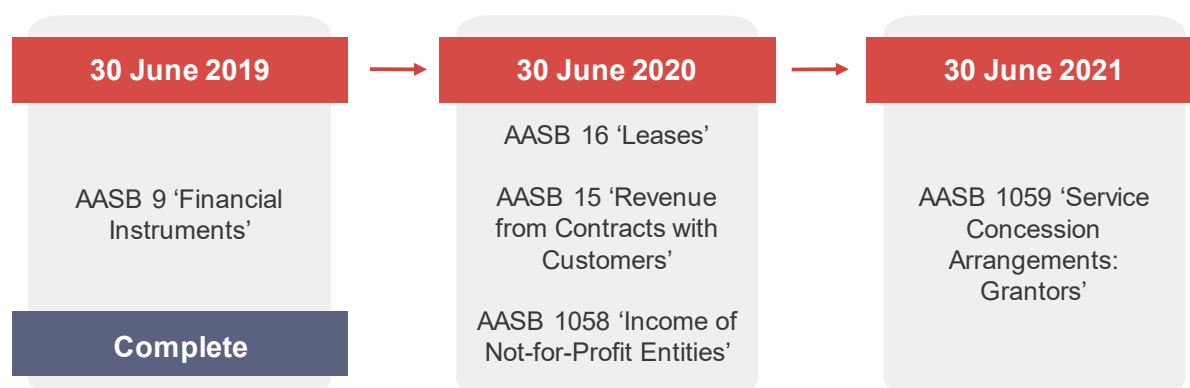 30 June 2019
AASB 9 ‘Financial
Instruments’
Complete
30 June 2020
AASB 16 ‘Leases’
AASB 15 ‘Revenue
from Contracts with
Customers’
AASB 1058 ‘Income of
Not-for-Profit Entities’
30 June 2021
AASB 1059 ‘Service
Concession
Arrangements:
Grantors’